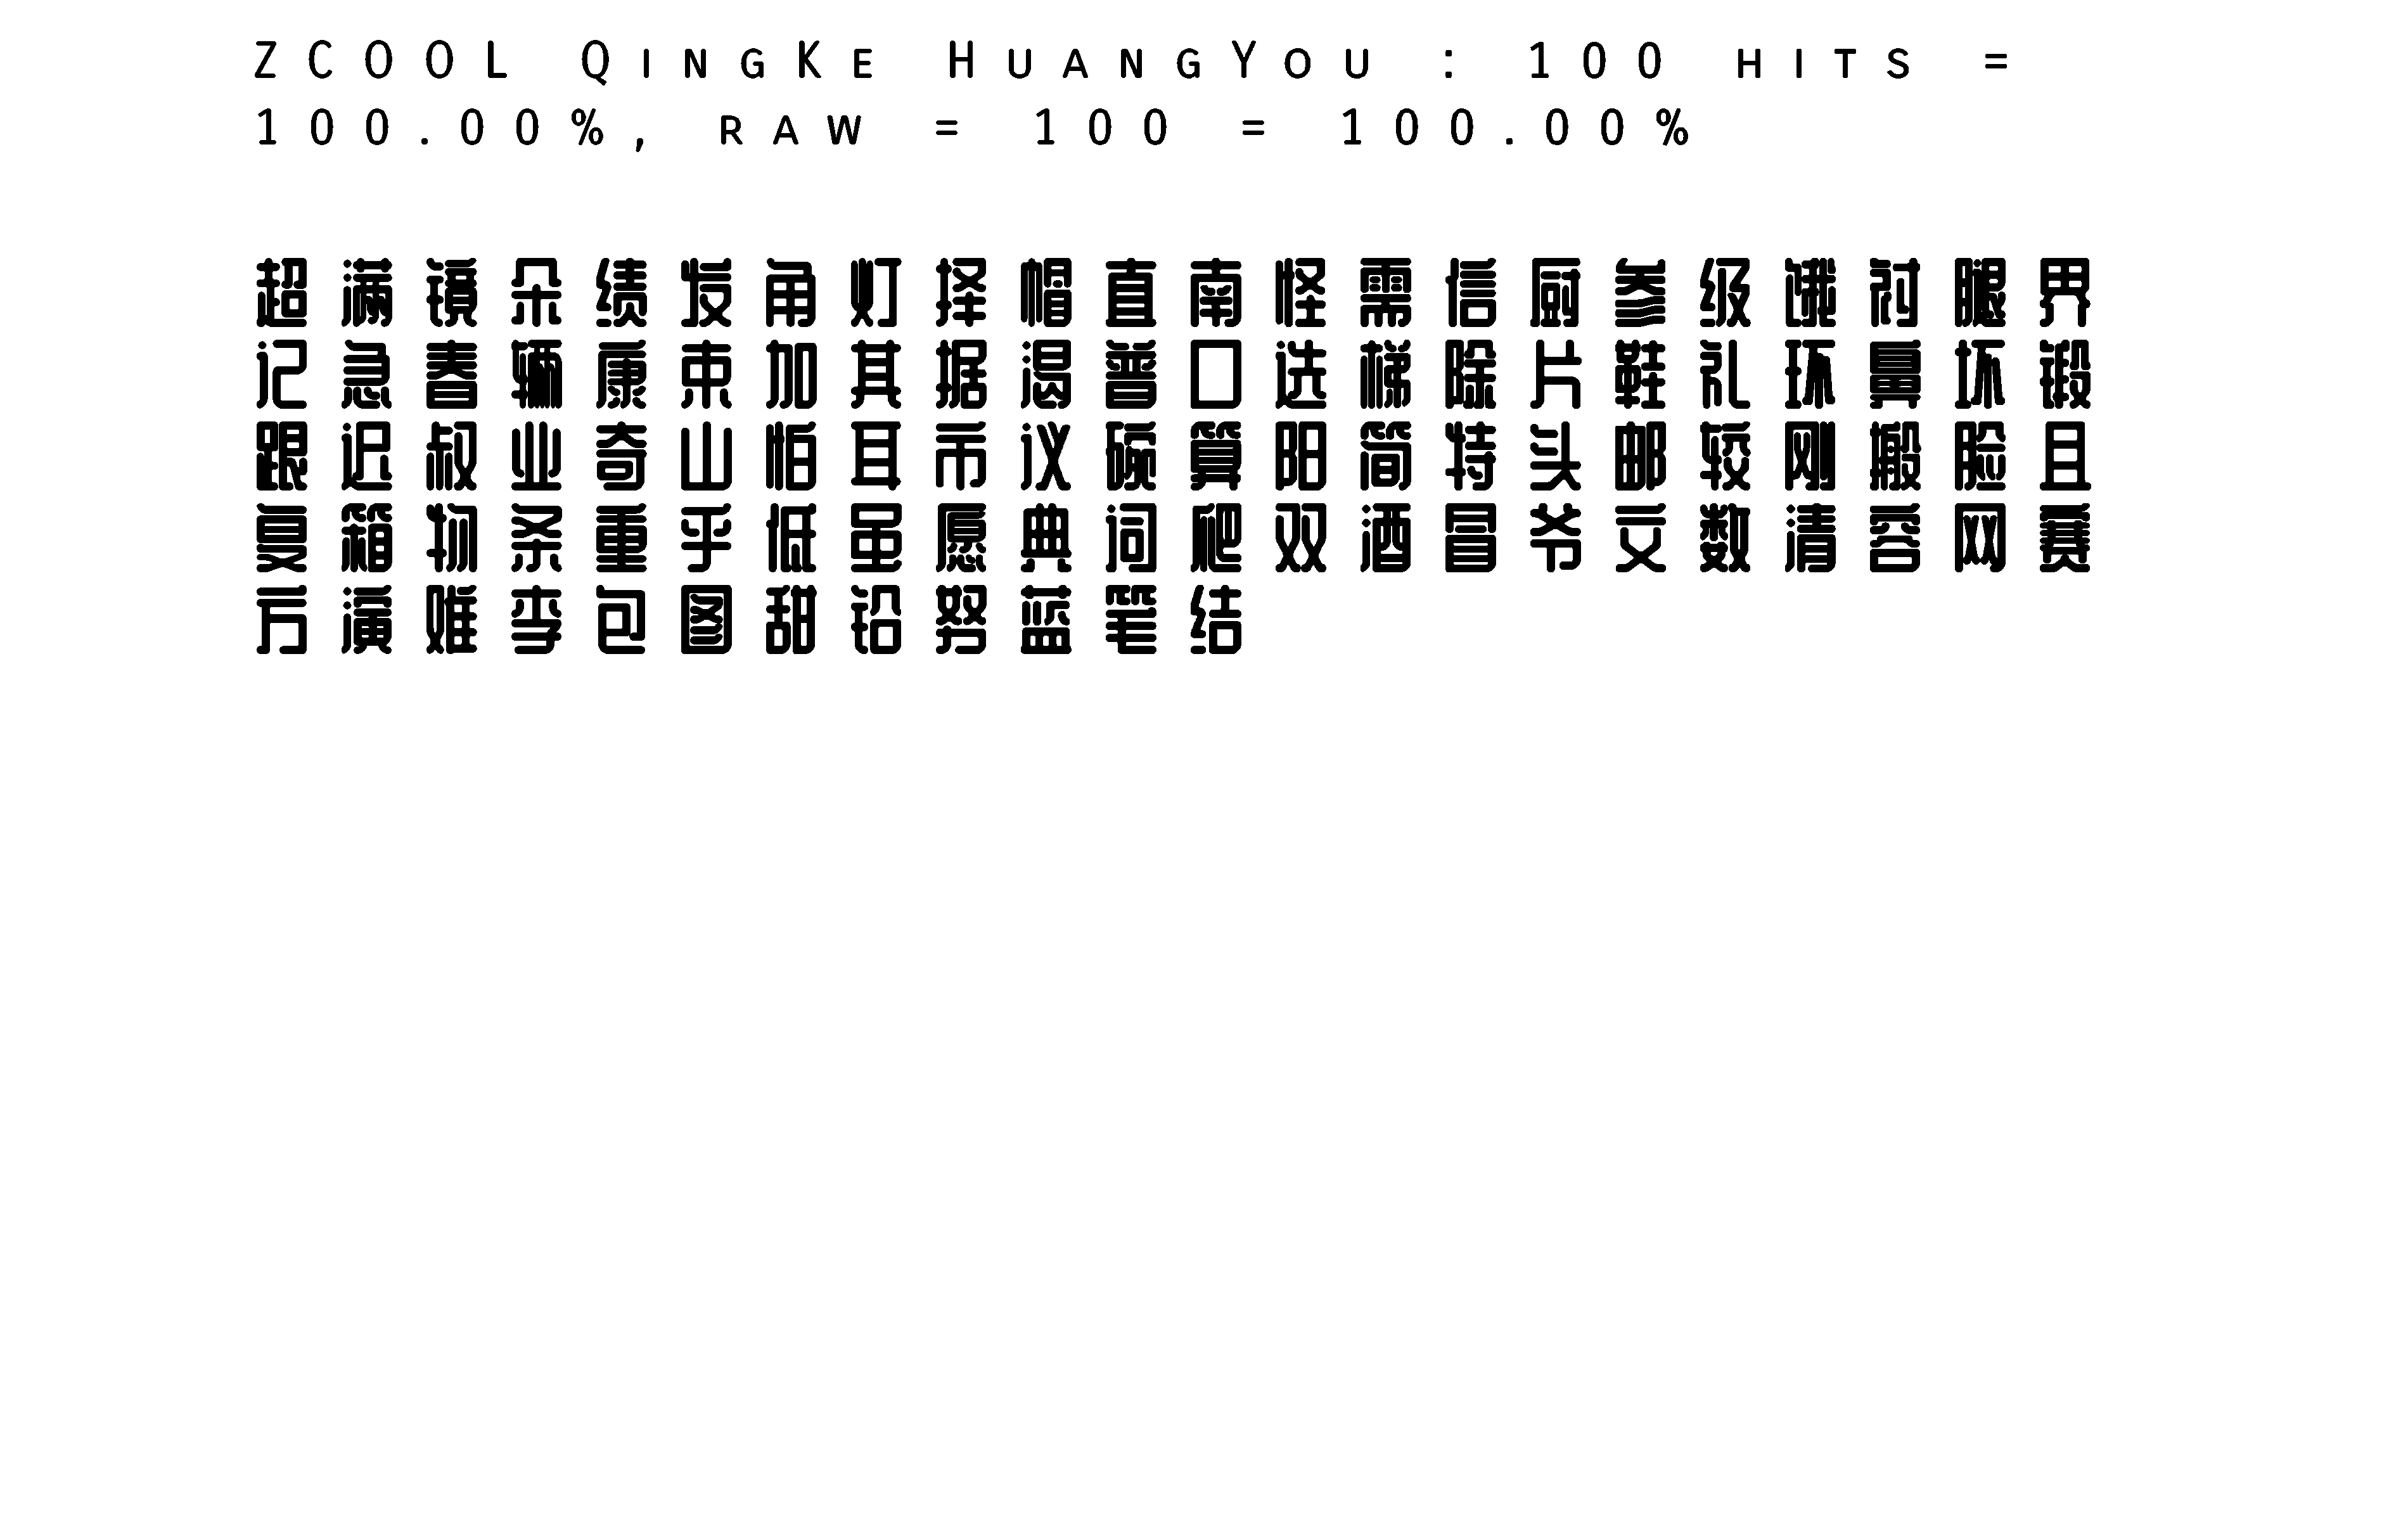 ZCOOL QingKe HuangYou : 100 hits =
100.00%, raw = 100 = 100.00%
超满镜朵绩发角灯择帽直南怪需信厨参级饿讨腿界
记急春辆康束加其据渴普口选梯除片鞋礼环鼻坏锻
跟迟叔业奇山怕耳市议碗算阳简特头邮较刚搬脸且
复箱物杀重乎低虽愿典词爬双酒冒爷文数清容网赛
万演难李包图甜铅努蓝笔结